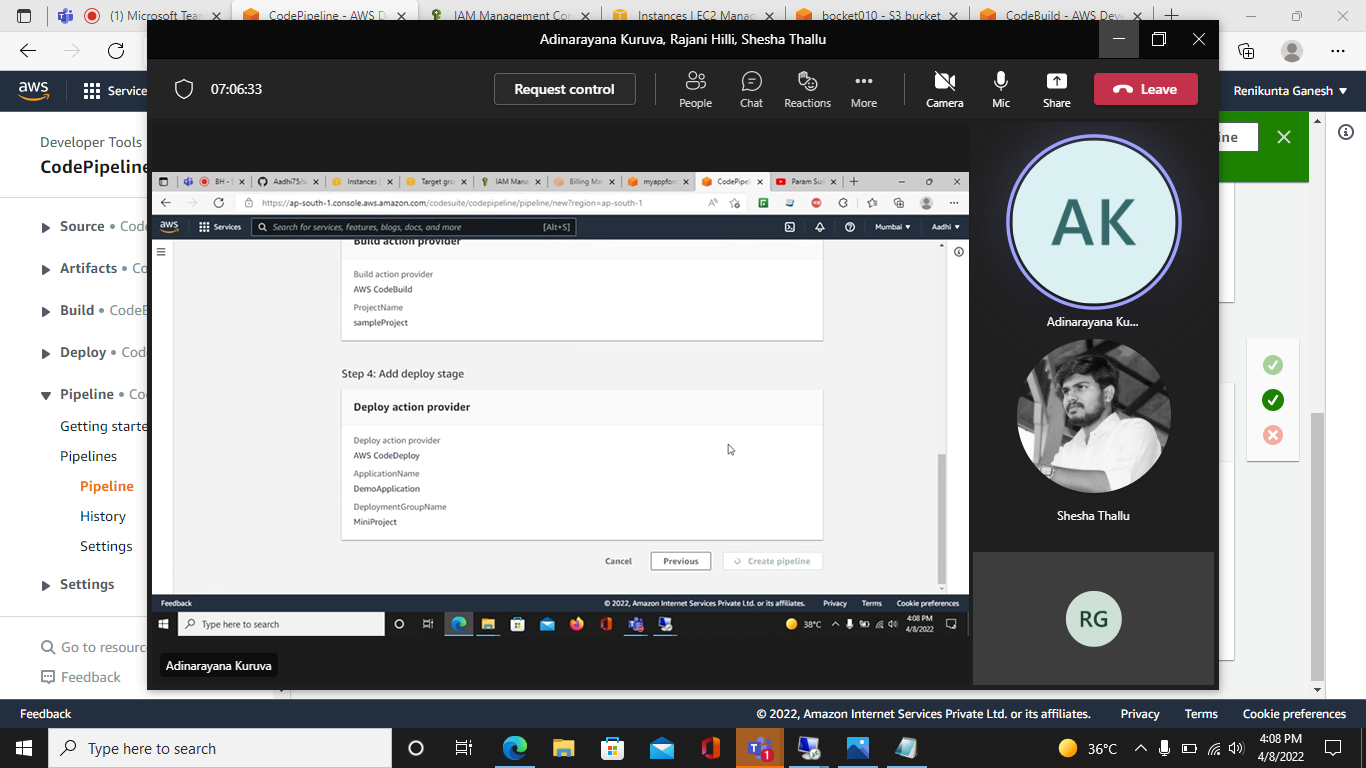 (1) Microsoft Tea
CodePipeline - AWS D
IAM Management Co
Instances | EC2 Manag
bocket010 - S3 bucket
CodeBuild - AWS Deve
Adinarayana Kuruva, Rajani Hilli, Shesha Thallu
07:06:33
Request control
People
Chat
Reactions
More
Camera
Mic
Share
Leave
aws
Service
Renikunta Ganesh
Developer Tools
CodePipeline
ine
Source • Cod
Artifacts • Co
Build • CodeB
Deploy • Cod
Pipeline • Co
Getting starte
Pipelines
Pipeline
History
Settings
Settings
Go to resourc
Feedback
BH - 
Aadhi75/s
Instances |
Target gro
IAM Mana
Billing Ma
myappfor
CodePipel
Param Sun
https://ap-south-1.console.aws.amazon.com/codesuite/codepipeline/pipeline/new?region=ap-south-1
aws
Services
Search for services, features, blogs, docs, and more
[Alt+S]
Mumbai
Aadhi
Build action provider
Build action provider
AWS CodeBuild
ProjectName
sampleProject
Step 4: Add deploy stage
Deploy action provider
Deploy action provider
AWS CodeDeploy
ApplicationName
DemoApplication
DeploymentGroupName
MiniProject
Cancel
Previous
Create pipeline
Feedback
© 2022, Amazon Internet Services Private Ltd. or its affiliates.
Privacy
Terms
Cookie preferences
Type here to search
38°C
4:08 PM
4/8/2022
Adinarayana Kuruva
AK
Adinarayana Ku...
Shesha Thallu
RG
Feedback
© 2022, Amazon Internet Services Private Ltd. or its affiliates.
Privacy
Terms
Cookie preferences
Type here to search
1
36°C
4:08 PM
4/8/2022